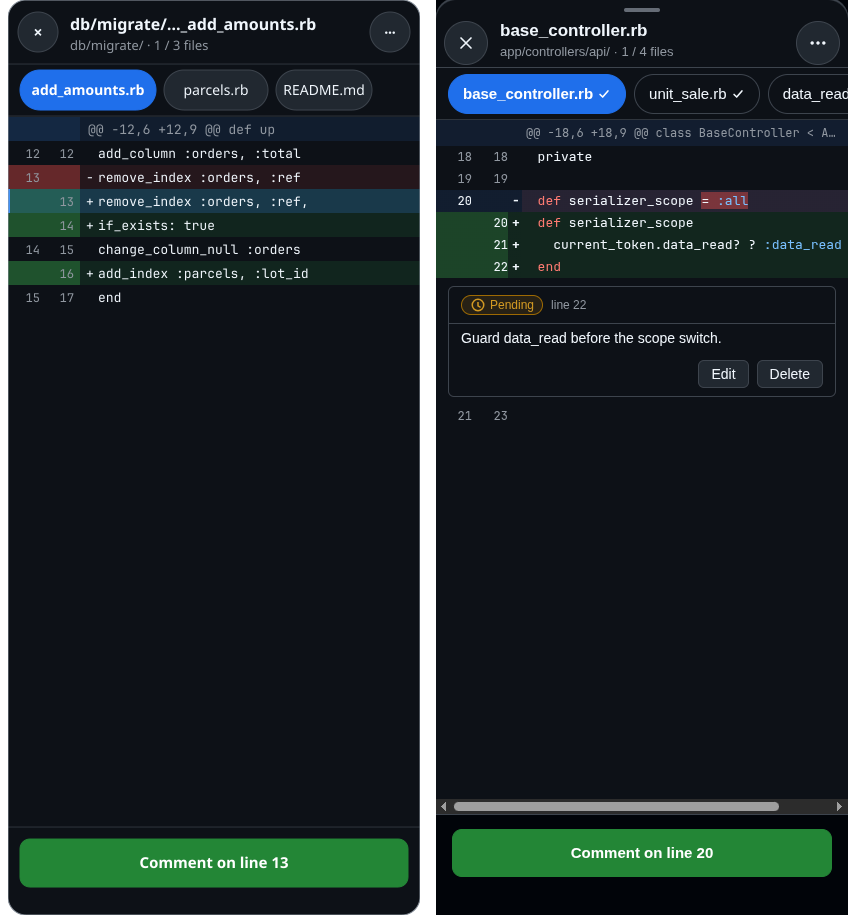 ×
db/migrate/…_add_amounts.rb
db/migrate/ · 1 / 3 files
...
add_amounts.rb parcels.rb README.md
@@ -12,6 +12,9 @@ def up
12 12 add_column :orders, :total
13 - remove_index :orders, :ref
13 + remove_index :orders, :ref,
14 + if_exists: true
14 15 change_column_null :orders
16 + add_index :parcels, :lot_id
15 17 end
Comment on line 13
base_controller.rb
app/controllers/api/ · 1 / 4 files
base_controller.rb ✓ unit_sale.rb ✓ data_read
@@ -18,6 +18,9 @@ class BaseController < A…
18 18 private
19 19
20 - def serializer_scope = :all
20 + def serializer_scope
21 + current_token.data_read? ? :data_read
22 + end
Pending line 22
Guard data_read before the scope switch.
Edit Delete
21 23
Comment on line 20